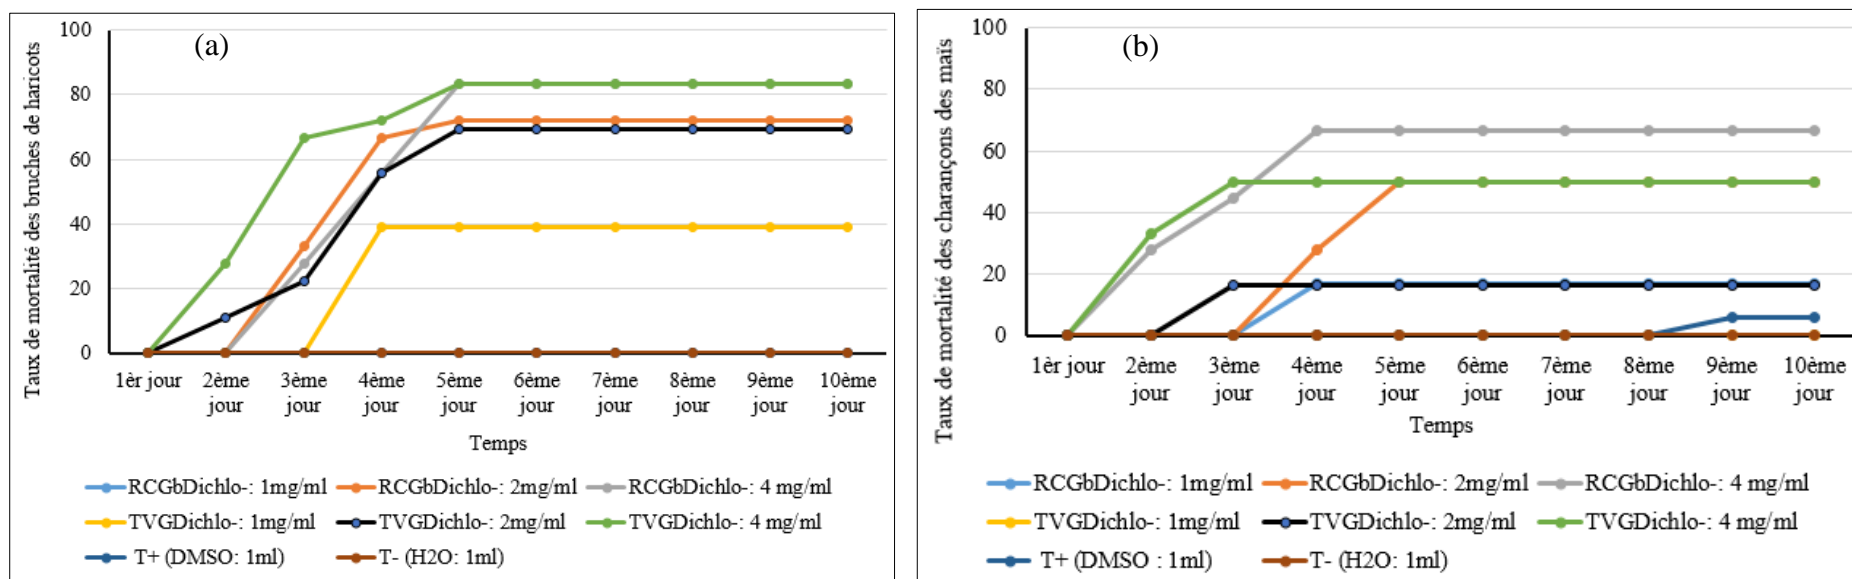 (a)
Taux de mortalité des bruches de haricots
100
80
60
40
20
0
1èr jour
2ème jour
3ème jour
4ème jour
5ème jour
6ème jour
7ème jour
8ème jour
9ème jour
10ème jour
Temps
RCGbDichlo-: 1mg/ml
RCGbDichlo-: 2mg/ml
RCGbDichlo-: 4 mg/ml
TVGDichlo-: 1mg/ml
TVGDichlo-: 2mg/ml
TVGDichlo-: 4 mg/ml
T+ (DMSO: 1ml)
T- (H2O: 1ml)
(b)
Taux de mortalité des charançons des maïs
100
80
60
40
20
0
1èr jour
2ème jour
3ème jour
4ème jour
5ème jour
6ème jour
7ème jour
8ème jour
9ème jour
10ème jour
Temps
RCGbDichlo-: 1mg/ml
RCGbDichlo-: 2mg/ml
RCGbDichlo-: 4 mg/ml
TVGDichlo-: 1mg/ml
TVGDichlo-: 2mg/ml
TVGDichlo-: 4 mg/ml
T+ (DMSO : 1ml)
T- (H2O: 1ml)